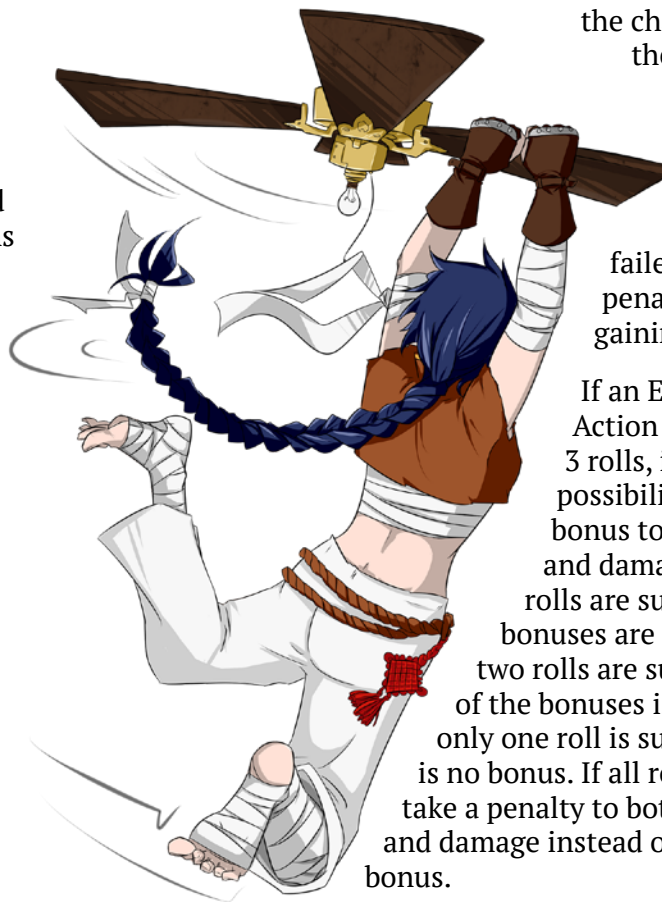 the ch
the
d
s
faile
pena
gaini
If an E
Action
3 rolls, i
possibili
bonus to
and dama
rolls are su
bonuses are
two rolls are su
of the bonuses i
only one roll is su
is no bonus. If all ro
take a penalty to bot
and damage instead o
bonus.